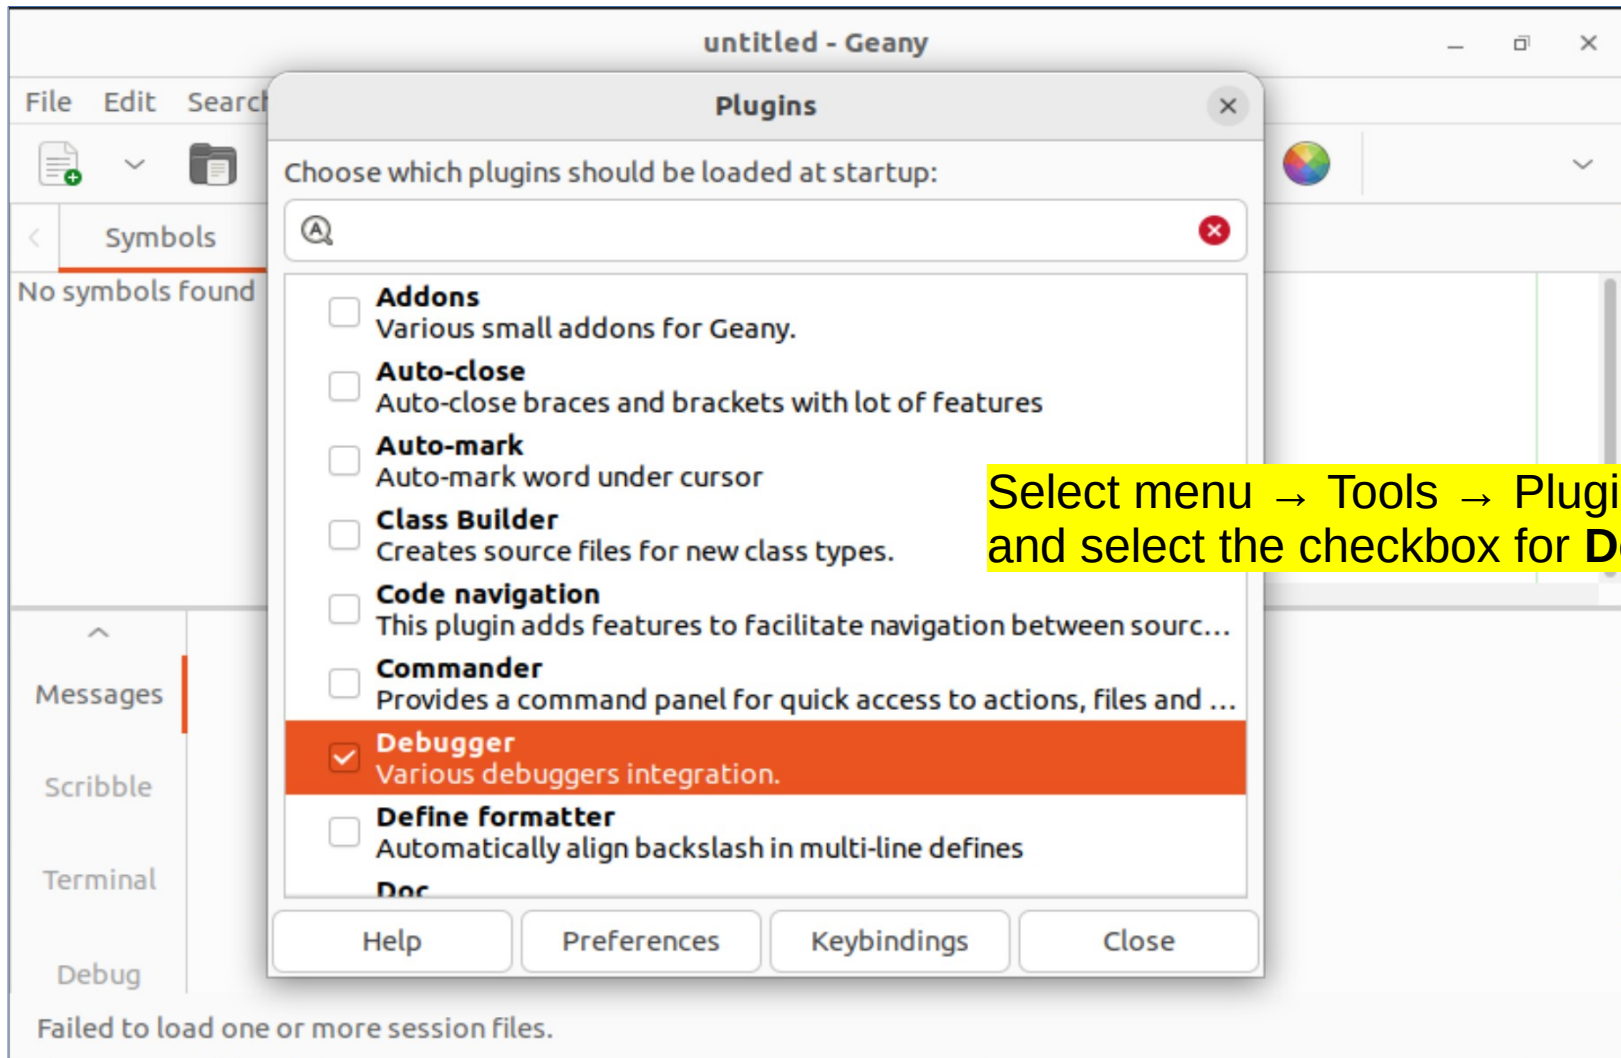 untitled - Geany
File Edit Search
Plugins
Choose which plugins should be loaded at startup:
Symbols
No symbols found
Addons
Various small addons for Geany.
Auto-close
Auto-close braces and brackets with lot of features
Auto-mark
Auto-mark word under cursor
Class Builder
Creates source files for new class types.
Select menu → Tools → Plugi
and select the checkbox for D
Code navigation
This plugin adds features to facilitate navigation between sourc...
Commander
Provides a command panel for quick access to actions, files and ...
Debugger
Various debuggers integration.
Define formatter
Automatically align backslash in multi-line defines
Doc
Messages
Scribble
Terminal
Debug
Help Preferences Keybindings Close
Failed to load one or more session files.